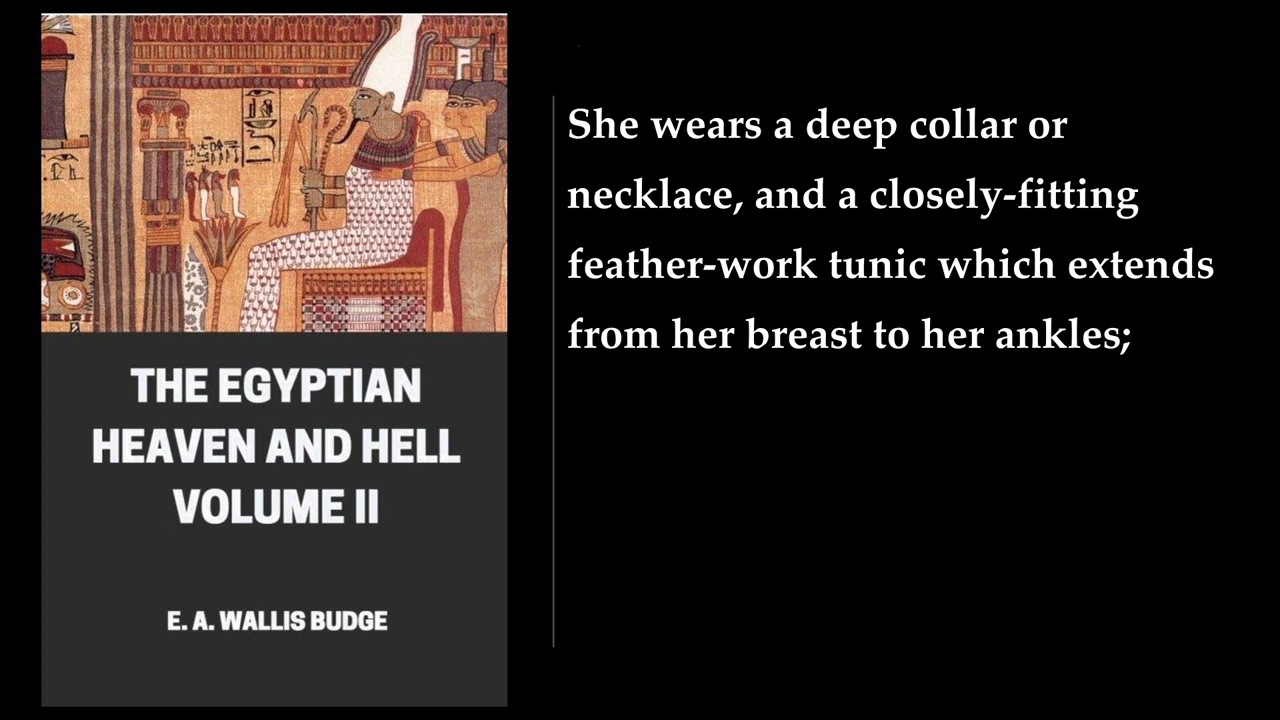 THE EGYPTIAN
HEAVEN AND HELL
VOLUME II
E. A. WALLIS BUDGE
She wears a deep collar or
necklace, and a closely-fitting
feather-work tunic which extends
from her breast to her ankles;